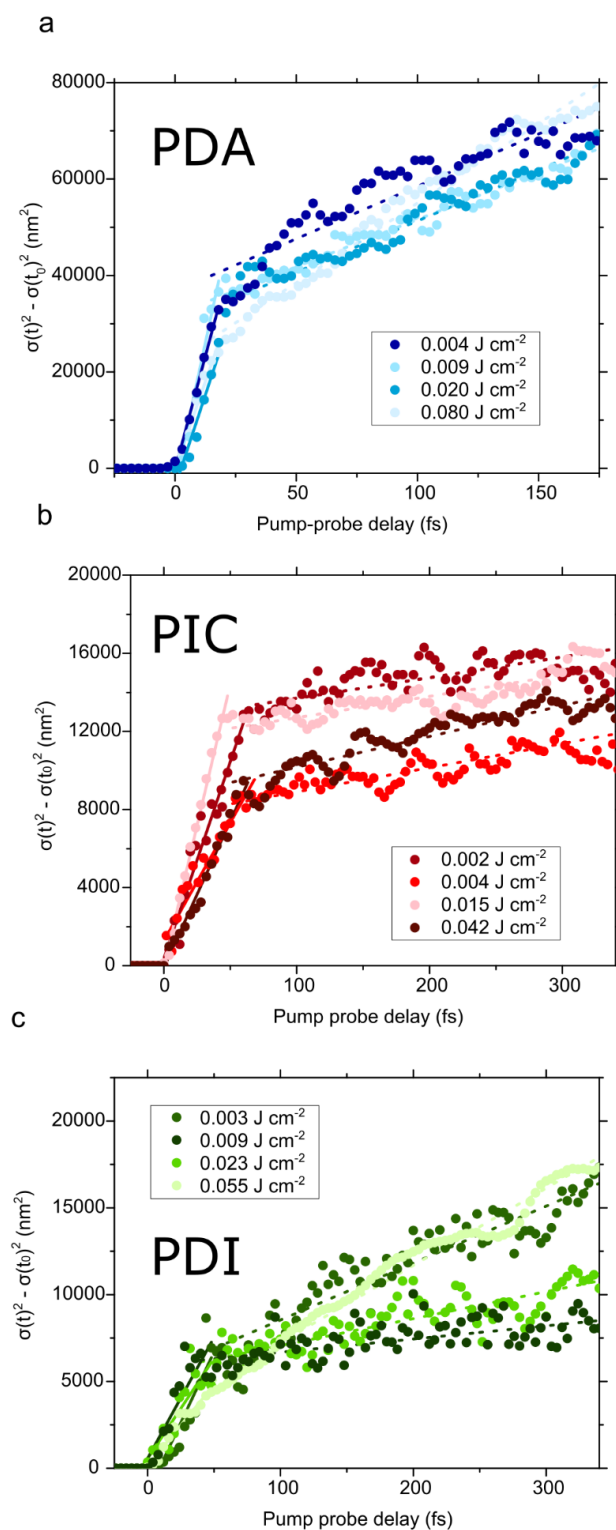 a
80000
60000
40000
20000
0
σ(t)² - σ(t₀)² (nm²)
PDA
0.004 J cm⁻²
0.009 J cm⁻²
0.020 J cm⁻²
0.080 J cm⁻²
0 50 100 150
Pump-probe delay (fs)
b
20000
16000
12000
8000
4000
0
σ(t)² - σ(t0)² (nm²)
PIC
0.002 J cm⁻²
0.004 J cm⁻²
0.015 J cm⁻²
0.042 J cm⁻²
0 100 200 300
Pump probe delay (fs)
c
20000
15000
10000
5000
0
σ(t)² - σ(t0)² (nm²)
0.003 J cm⁻²
0.009 J cm⁻²
0.023 J cm⁻²
0.055 J cm⁻²
PDI
0 100 200 300
Pump probe delay (fs)